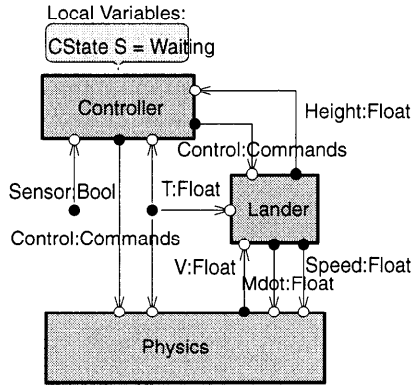 Local Variables:
CState S = Waiting
Controller
Height:Float
Control:Commands
Sensor:Bool
T:Float
Lander
Control:Commands
V:Float
Speed:Float
Mdot:Float
Physics